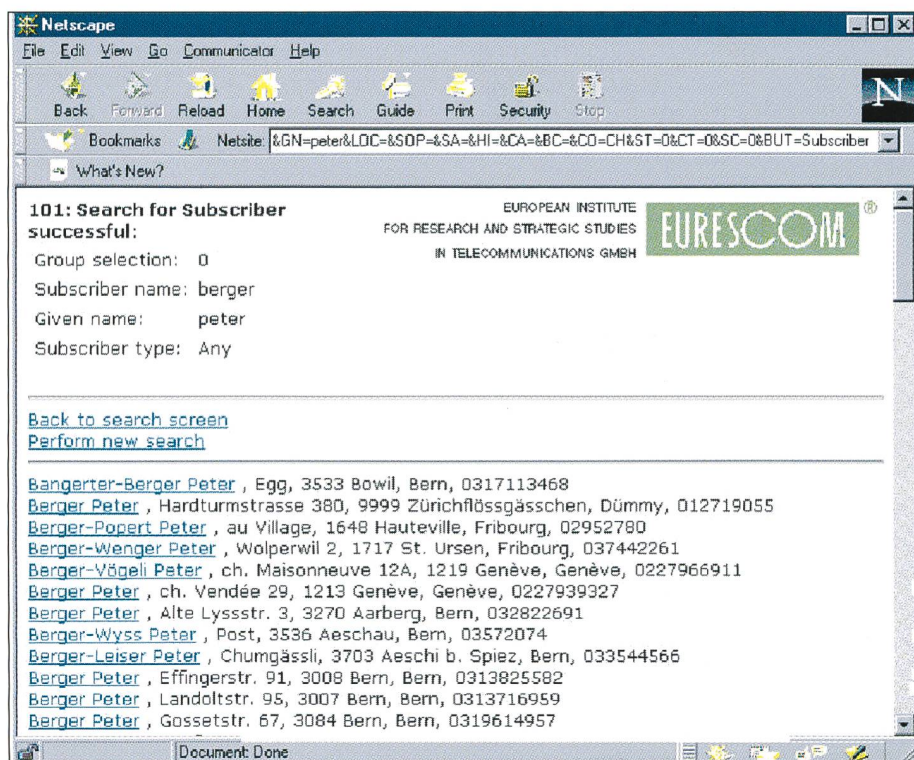 Netscape
File Edit View Go Communicator Help
Back Forward Reload Home Search Guide Print Security Stop
N
Bookmarks Netsite: &GN=peter&LOC=&SOP=&SA=&HI=&CA=&BC=&CO=CH&ST=0&CT=0&SC=0&BUT=Subscriber
What's New?
101: Search for Subscriber
successful:
EUROPEAN INSTITUTE
FOR RESEARCH AND STRATEGIC STUDIES
IN TELECOMMUNICATIONS GMBH
EURESCOM ®
Group selection: 0
Subscriber name: berger
Given name: peter
Subscriber type: Any
Back to search screen
Perform new search
Bangerter-Berger Peter , Egg, 3533 Bowil, Bern, 0317113468
Berger Peter , Hardturmstrasse 380, 9999 Zürichflössgässchen, Dümmy, 012719055
Berger-Popert Peter , au Village, 1648 Hauteville, Fribourg, 02952780
Berger-Wenger Peter , Wolperwil 2, 1717 St. Ursen, Fribourg, 037442261
Berger-Vögeli Peter , ch. Maisonneuve 12A, 1219 Genève, Genève, 0227966911
Berger Peter , ch. Vendée 29, 1213 Genève, Genève, 0227939327
Berger Peter , Alte Lyssstr. 3, 3270 Aarberg, Bern, 032822691
Berger-Wyss Peter , Post, 3536 Aeschau, Bern, 03572074
Berger-Leiser Peter , Chumgässli, 3703 Aeschi b. Spiez, Bern, 033544566
Berger Peter , Effingerstr. 91, 3008 Bern, Bern, 0313825582
Berger Peter , Landoltstr. 95, 3007 Bern, Bern, 0313716959
Berger Peter , Gossetstr. 67, 3084 Bern, Bern, 0319614957
Document: Done